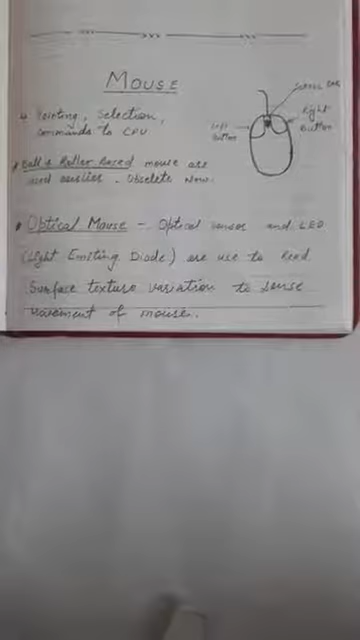 MOUSE
Pointing, Selection,
commands to CPU
Scroll
Right
Button
Left
Button
Ball & Roller Based mouse are
used earlier. Obselete Now.
Optical Mouse - Optical sensor and LED
(Light Emiting Diode) are use to Read
Surface texture variation to sense
movement of mouse.